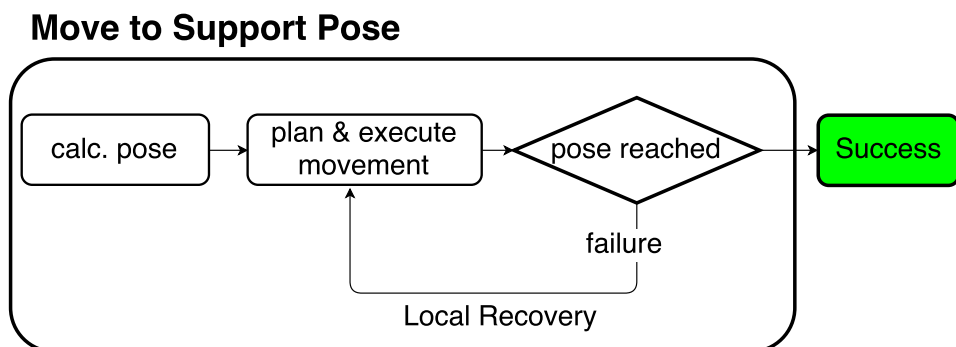 Move to Support Pose
calc. pose
plan & execute
movement
pose reached
Success
failure
Local Recovery